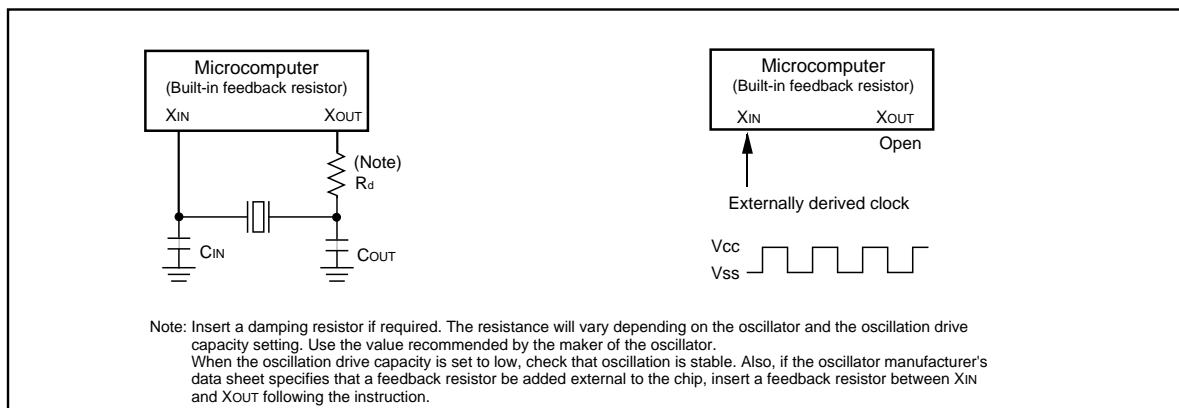 Microcomputer
(Built-in feedback resistor)
XIN XOUT
(Note)
Rd
CIN
COUT
Microcomputer
(Built-in feedback resistor)
XIN XOUT
Open
Externally derived clock
Vcc
Vss
Note: Insert a damping resistor if required. The resistance will vary depending on the oscillator and the oscillation drive
capacity setting. Use the value recommended by the maker of the oscillator.
When the oscillation drive capacity is set to low, check that oscillation is stable. Also, if the oscillator manufacturer's
data sheet specifies that a feedback resistor be added external to the chip, insert a feedback resistor between XIN
and XOUT following the instruction.